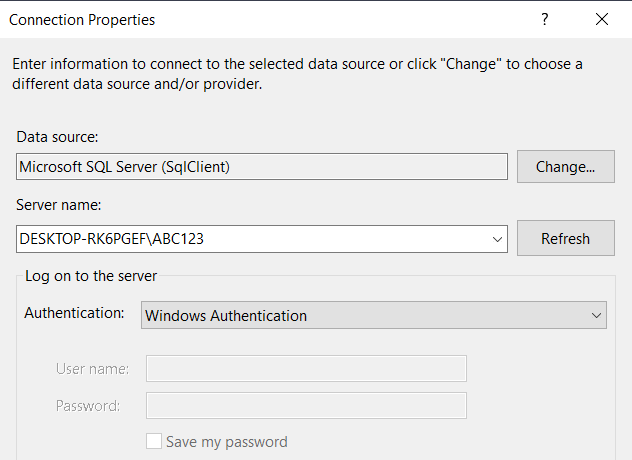 Connection Properties
?
Enter information to connect to the selected data source or click "Change" to choose a
different data source and/or provider.
Data source:
Microsoft SQL Server (SqlClient)
Change...
Server name:
DESKTOP-RK6PGEF\ABC123
Refresh
Log on to the server
Authentication:
Windows Authentication
User name:
Password:
Save my password